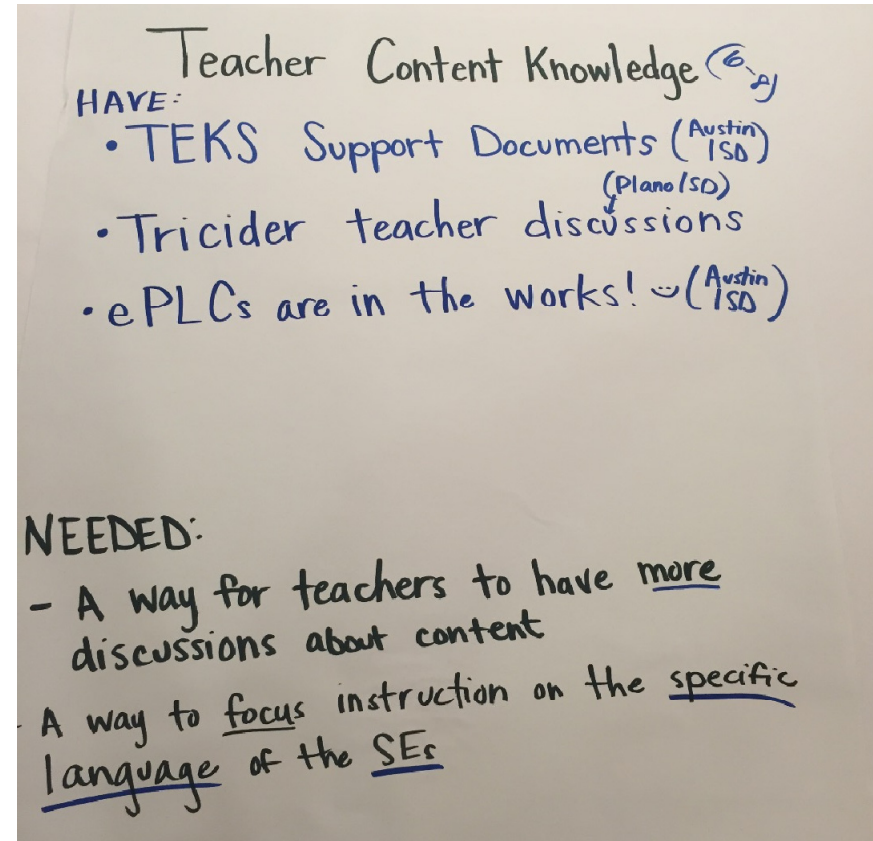 Teacher Content Knowledge (6-8)
HAVE:
• TEKS Support Documents (Austin ISD)
(Plano ISD)
• Tricider teacher discussions
• ePLCs are in the works! (Austin ISD)
NEEDED:
- A way for teachers to have more
discussions about content
- A way to focus instruction on the specific
language of the SEs